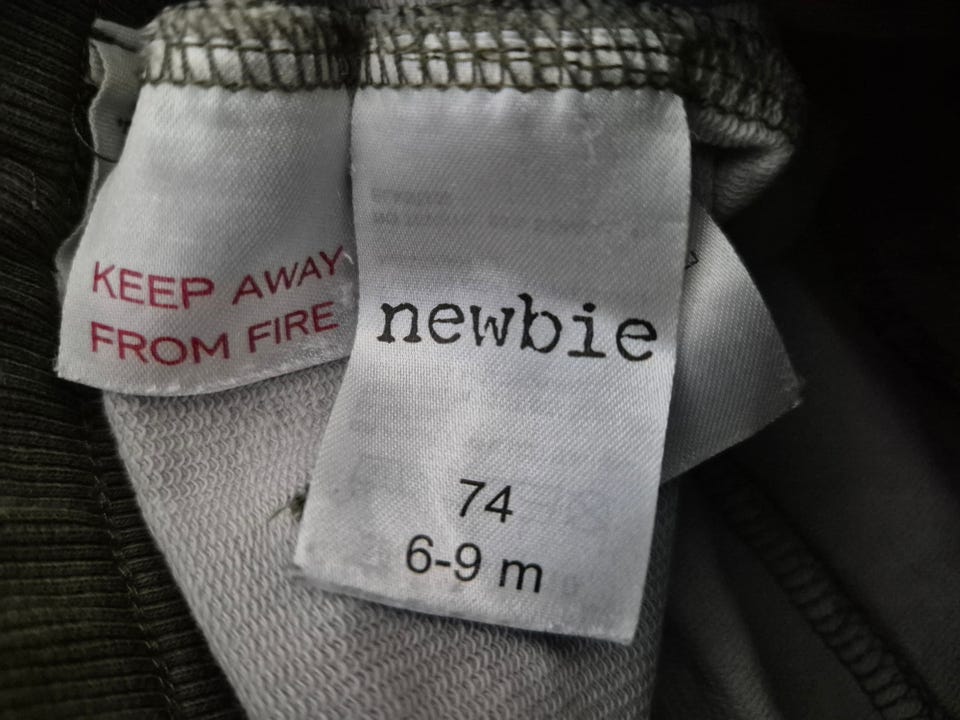 KEEP AWAY
FROM FIRE
newbie
74
6-9 m